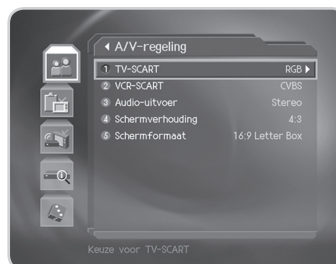 A/V-regeling
1 TV-SCART RGB
2 VCR-SCART CVBS
3 Audio-uitvoer Stereo
4 Schermverhouding 4:3
5 Schermformaat 16:9 Letter Box
Keuze voor TV-SCART